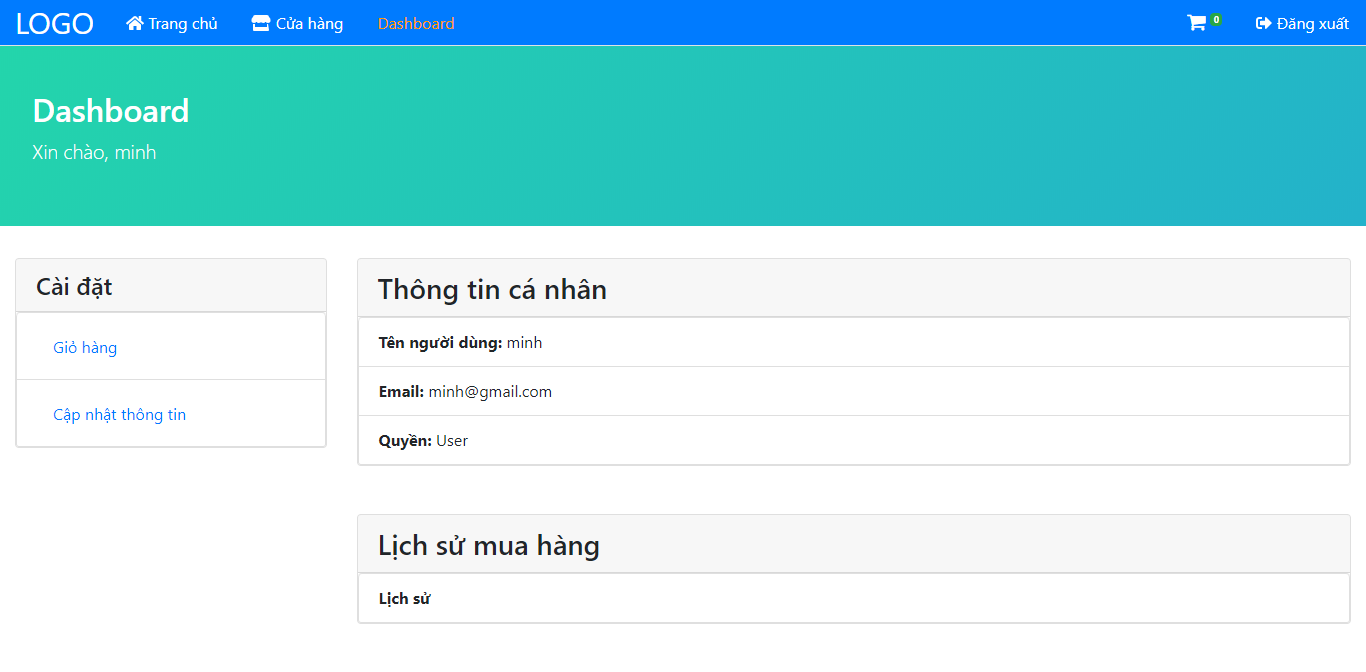 LOGO Trang chủ Cửa hàng Dashboard 0 Đăng xuất
Dashboard
Xin chào, minh
Cài đặt
Giỏ hàng
Cập nhật thông tin
Thông tin cá nhân
Tên người dùng: minh
Email: minh@gmail.com
Quyền: User
Lịch sử mua hàng
Lịch sử